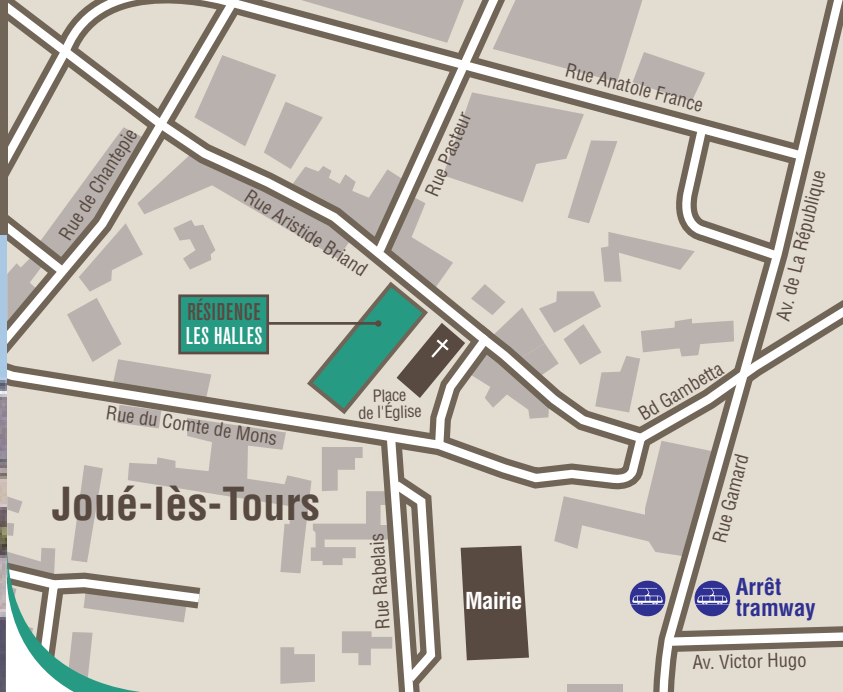 Rue Anatole France
Rue Pasteur
Rue de Chantepie
Rue Aristide Briand
Av. de La République
RÉSIDENCE
LES HALLES
Place
de l'Église
Bd Gambetta
Rue du Comte de Mons
Joué-lès-Tours
Rue Gamard
Rue Rabelais
Mairie
Arrêt
tramway
Av. Victor Hugo